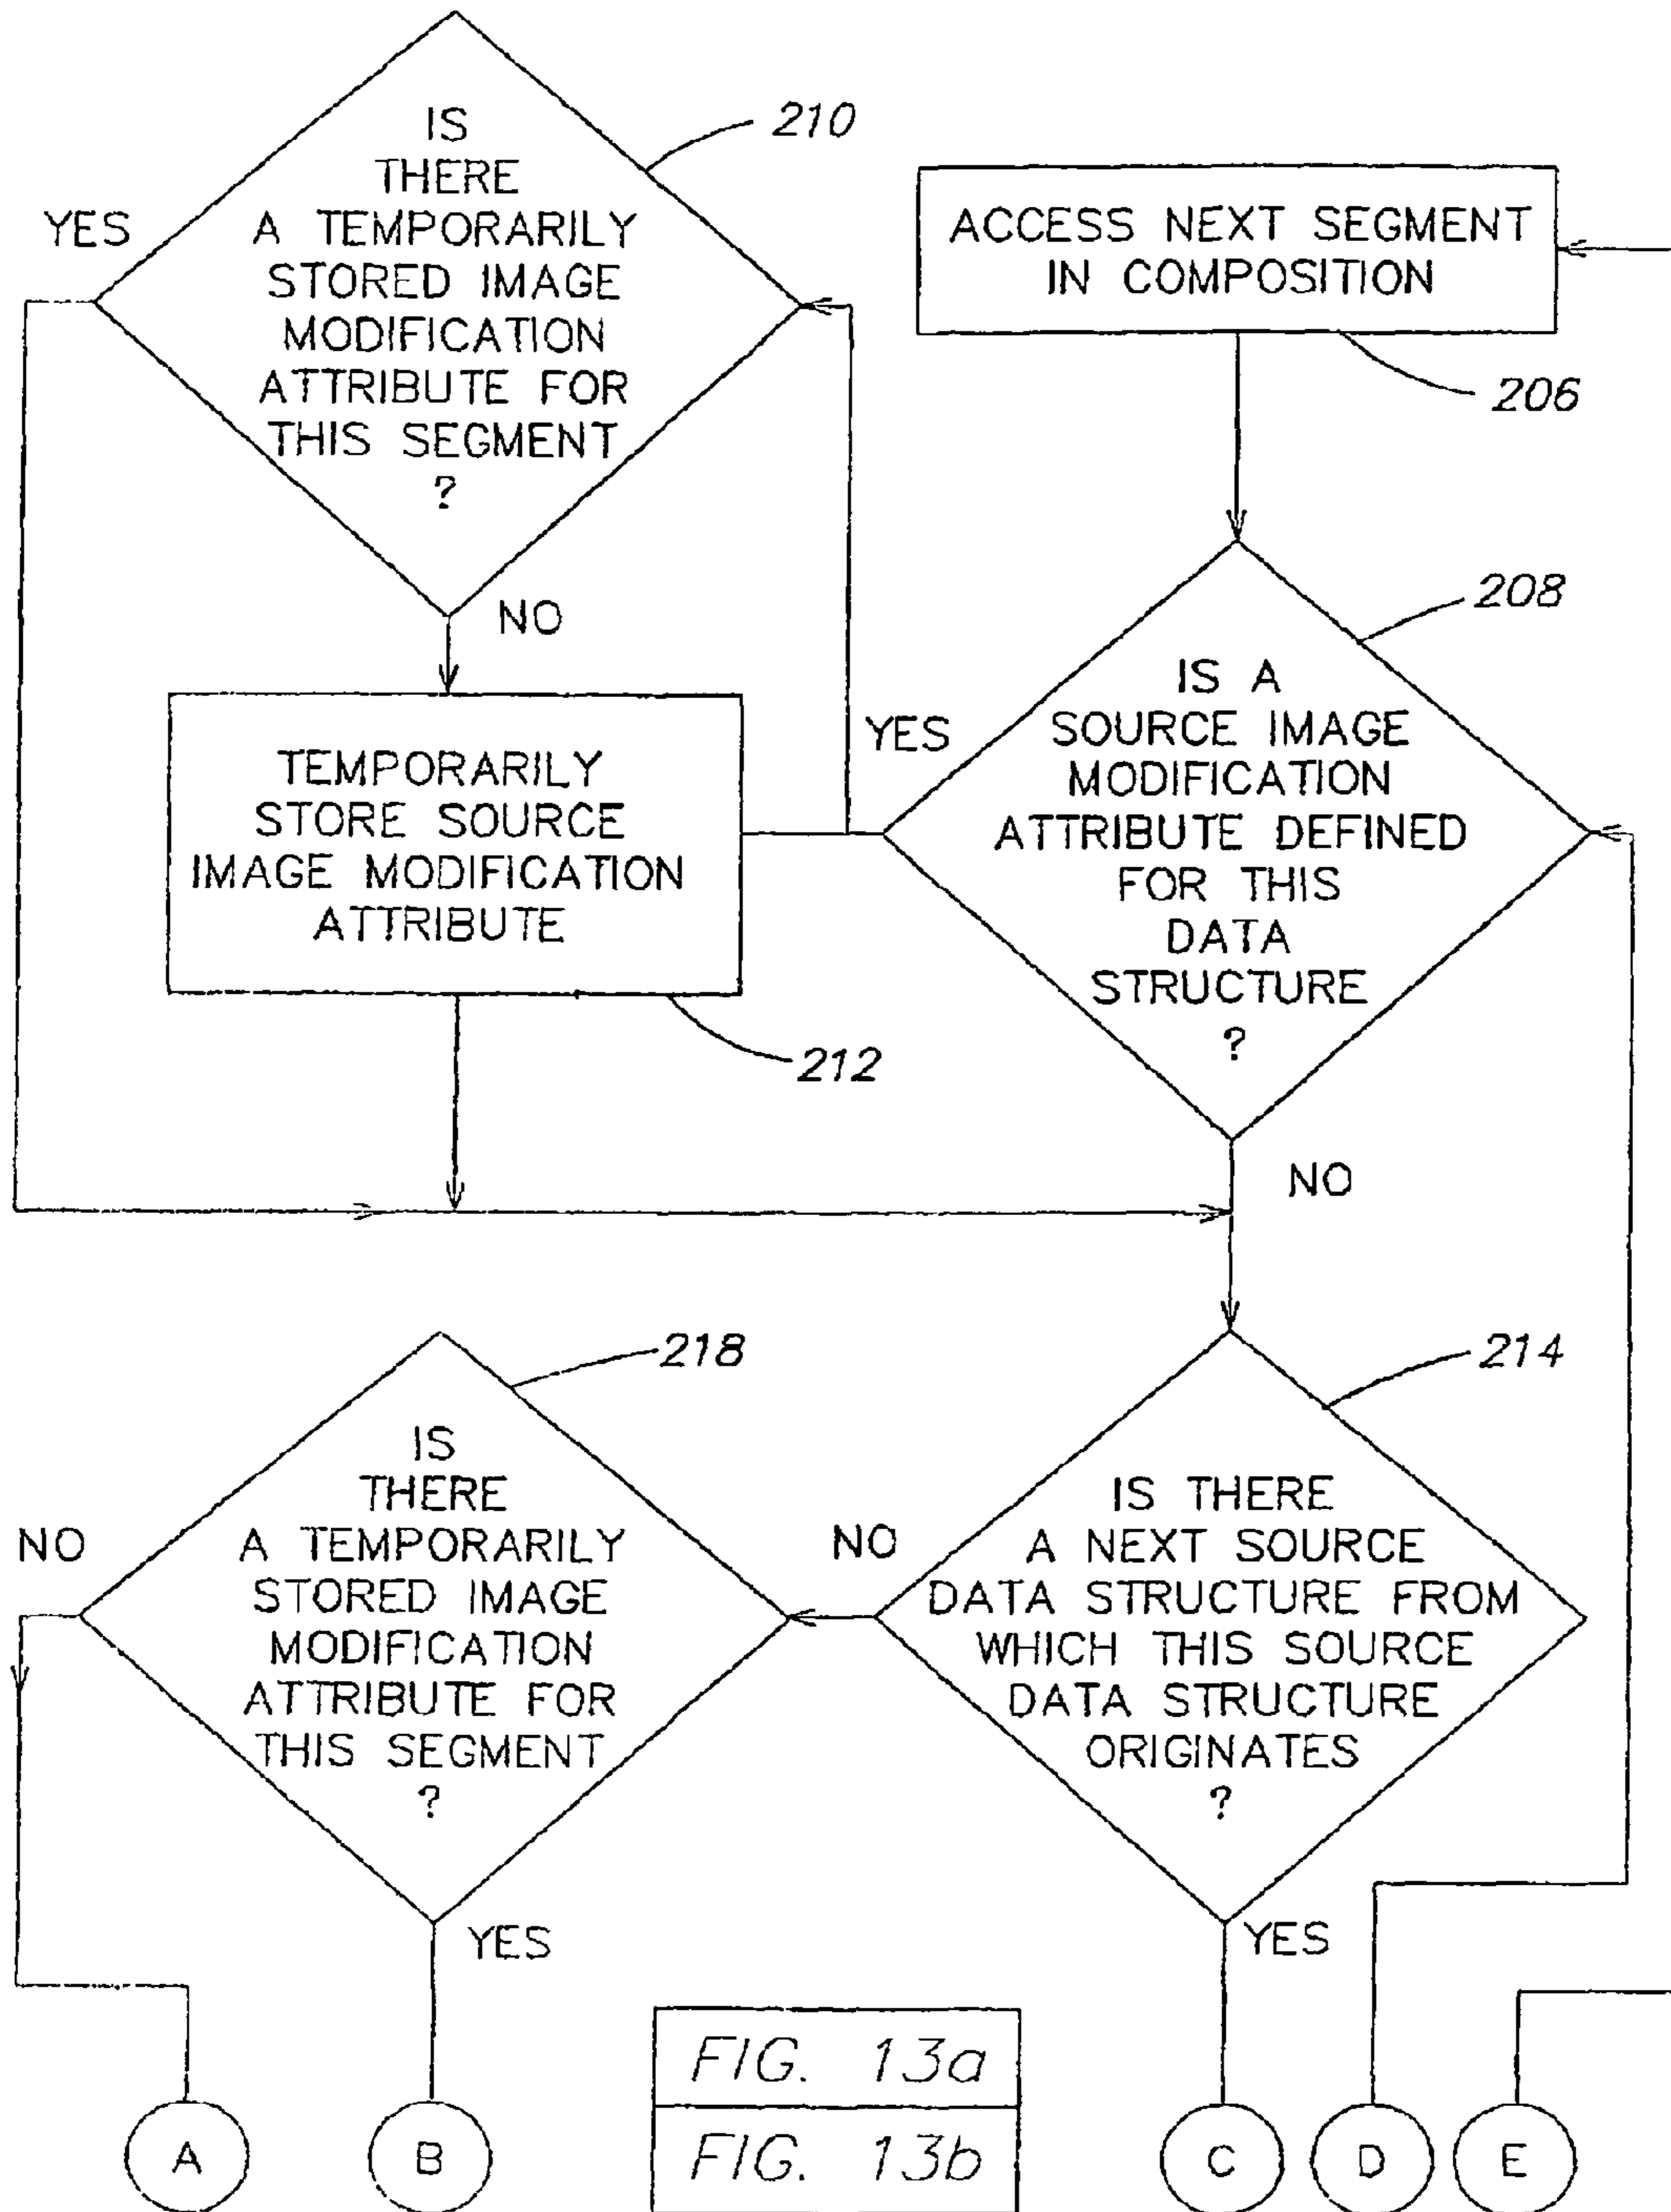 IS
THERE
A TEMPORARILY
STORED IMAGE
MODIFICATION
ATTRIBUTE FOR
THIS SEGMENT
?
210
YES
NO
ACCESS NEXT SEGMENT
IN COMPOSITION
206
208
IS A
SOURCE IMAGE
MODIFICATION
ATTRIBUTE DEFINED
FOR THIS
DATA
STRUCTURE
?
YES
NO
TEMPORARILY
STORE SOURCE
IMAGE MODIFICATION
ATTRIBUTE
212
218
IS
THERE
A TEMPORARILY
STORED IMAGE
MODIFICATION
ATTRIBUTE FOR
THIS SEGMENT
?
NO
YES
214
IS THERE
A NEXT SOURCE
DATA STRUCTURE FROM
WHICH THIS SOURCE
DATA STRUCTURE
ORIGINATES
?
NO
YES
A
B
FIG. 13a
FIG. 13b
C
D
E